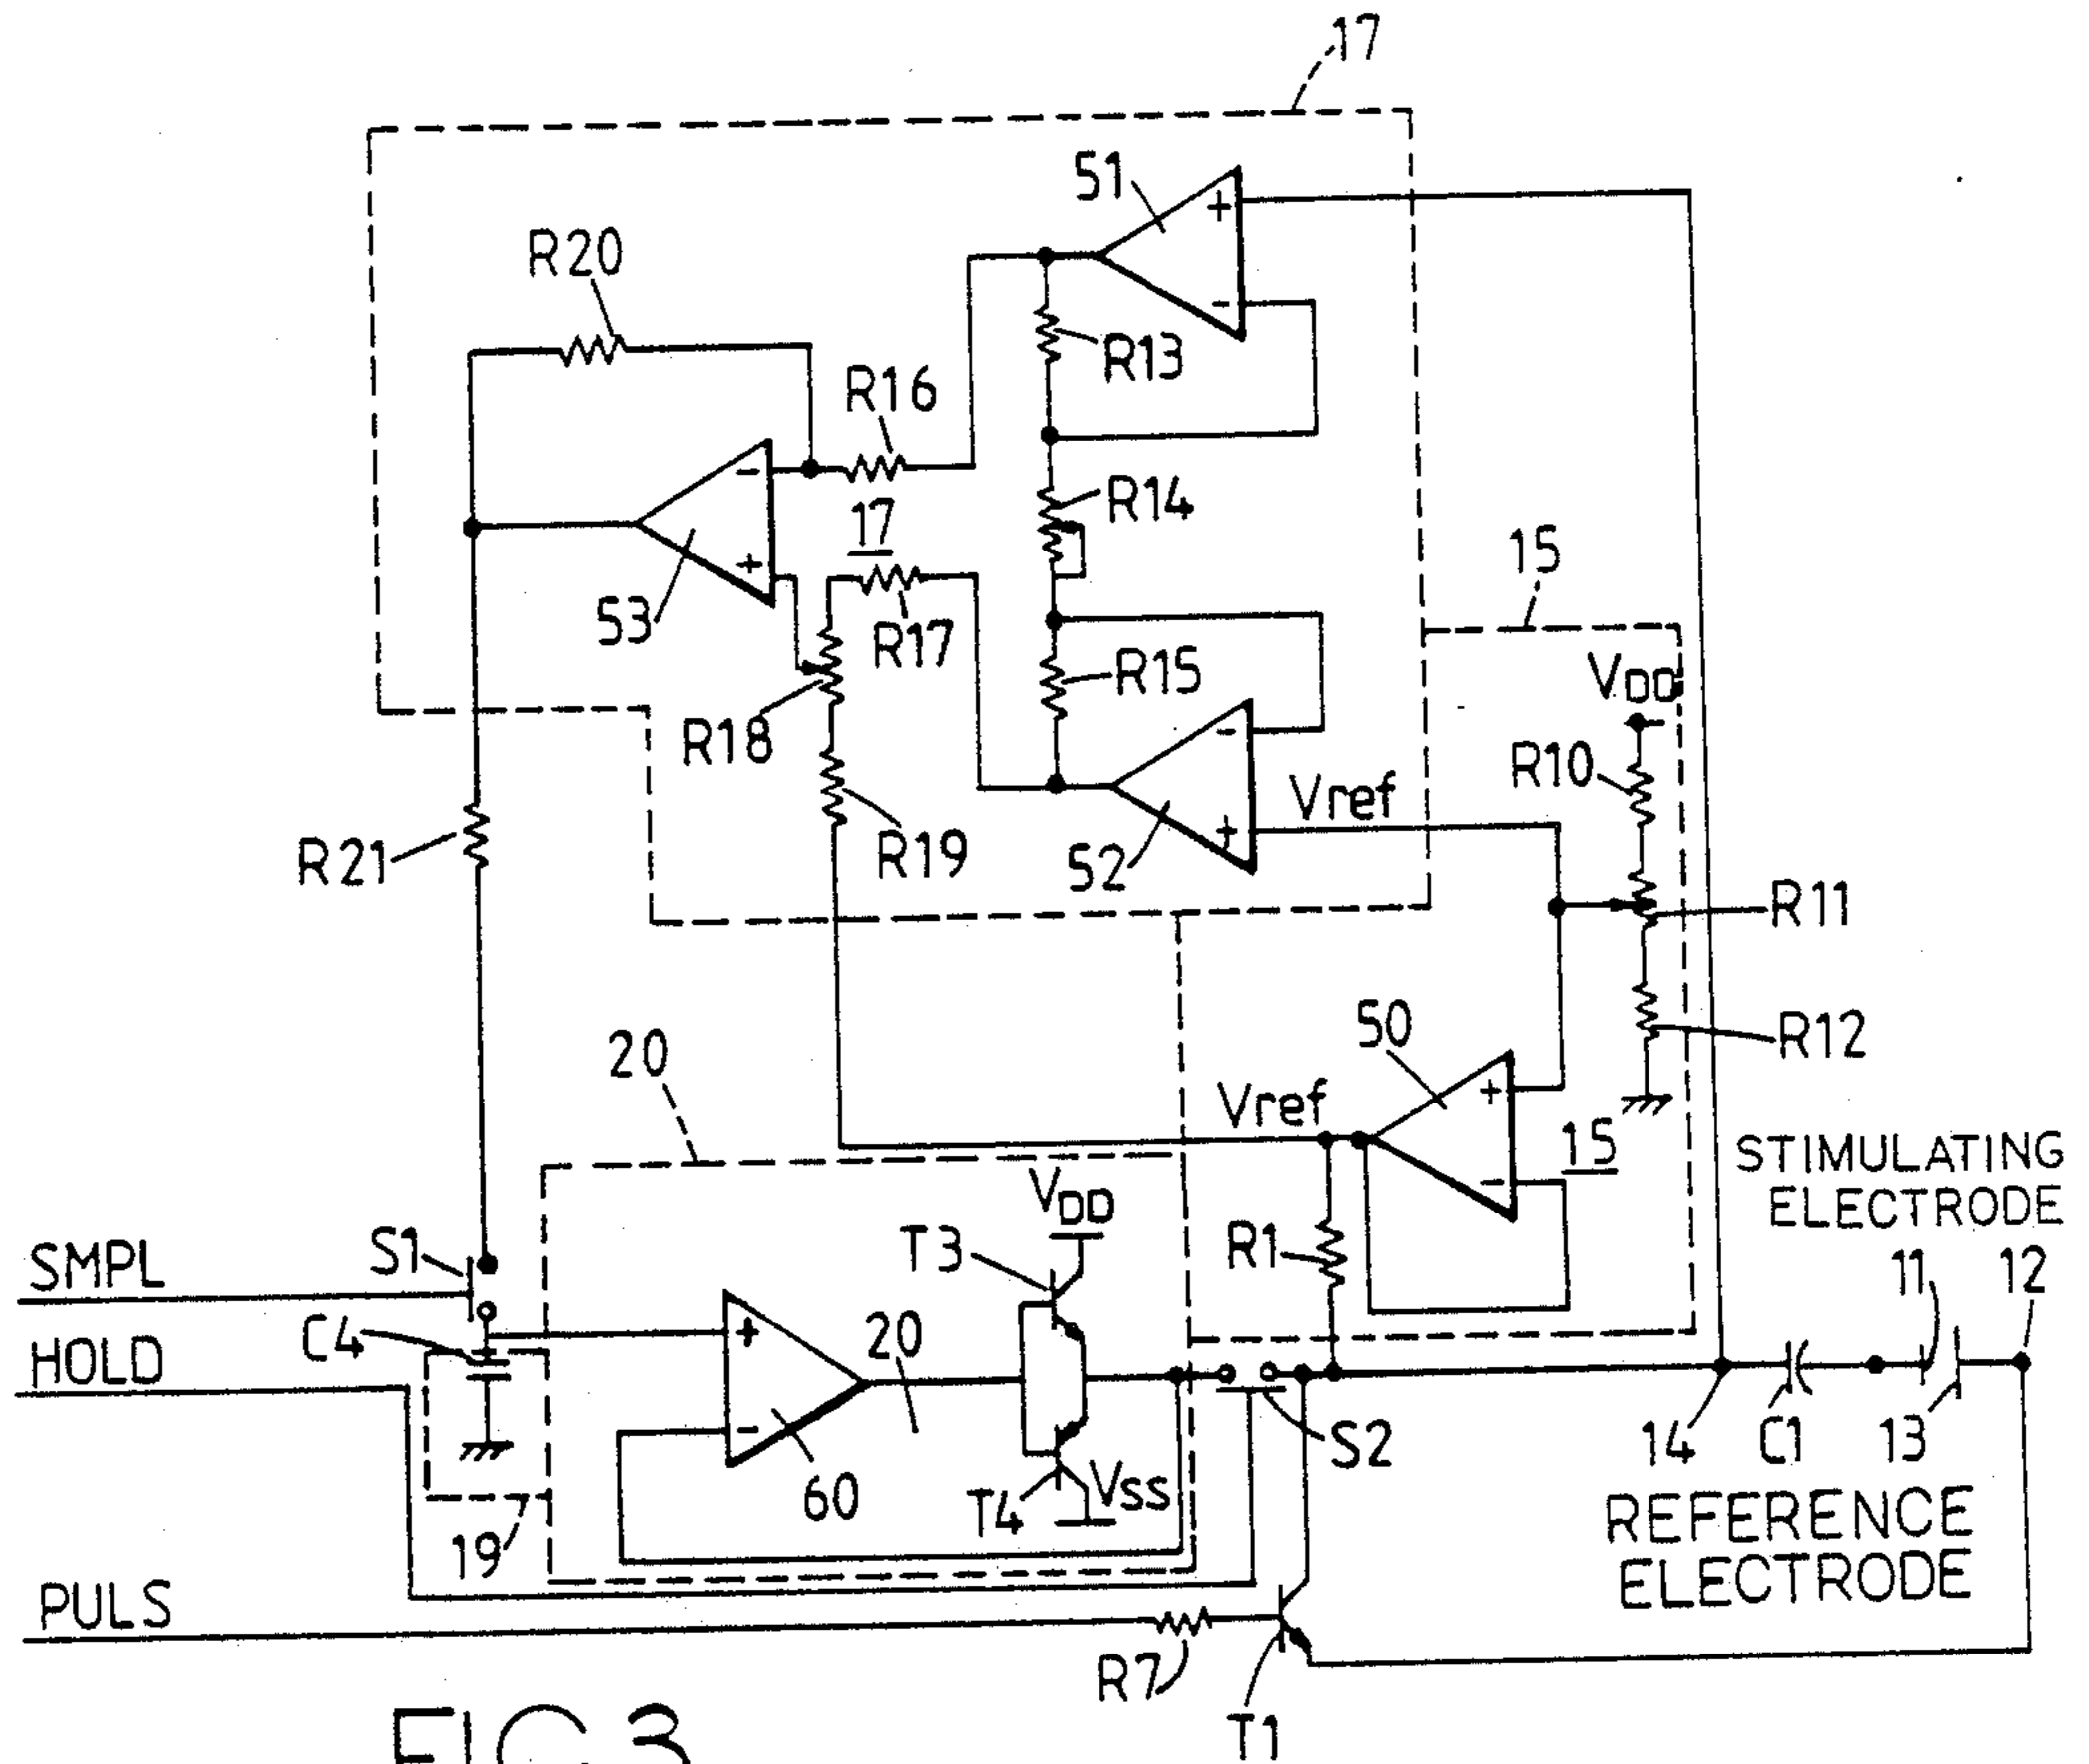 17
51
R20
R13
R16
R14
17
15
53
R17
VDD
R15
R18
R10
Vref
R21
R19
52
R11
50
R12
20
Vref
15
STIMULATING
ELECTRODE
VDD
S1
T3
R1
11
12
SMPL
C4
20
HOLD
S2
14
C1
13
60
T4
VSS
REFERENCE
ELECTRODE
19
PULS
R7
T1
FIG.3